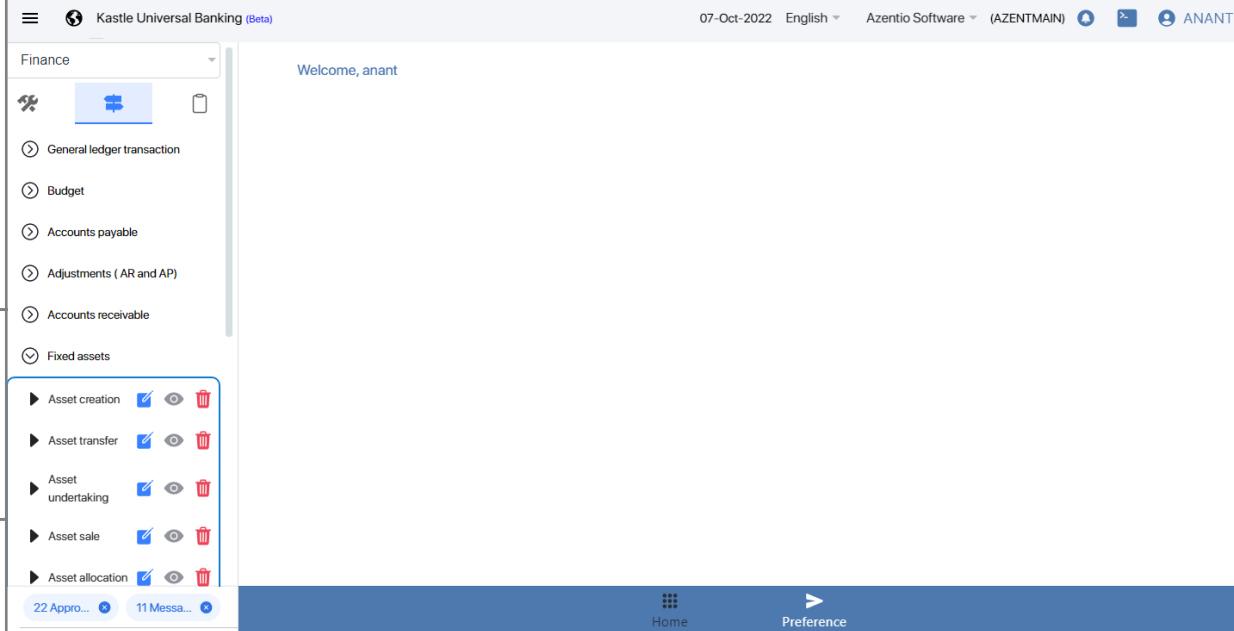 Kastle Universal Banking (Beta)
07-Oct-2022 English Azentio Software (AZENTMAIN) ANANT
Finance
Welcome, anant
General ledger transaction
Budget
Accounts payable
Adjustments ( AR and AP)
Accounts receivable
Fixed assets
Asset creation
Asset transfer
Asset
undertaking
Asset sale
Asset allocation
22 Appro... 11 Messa...
Home
Preference